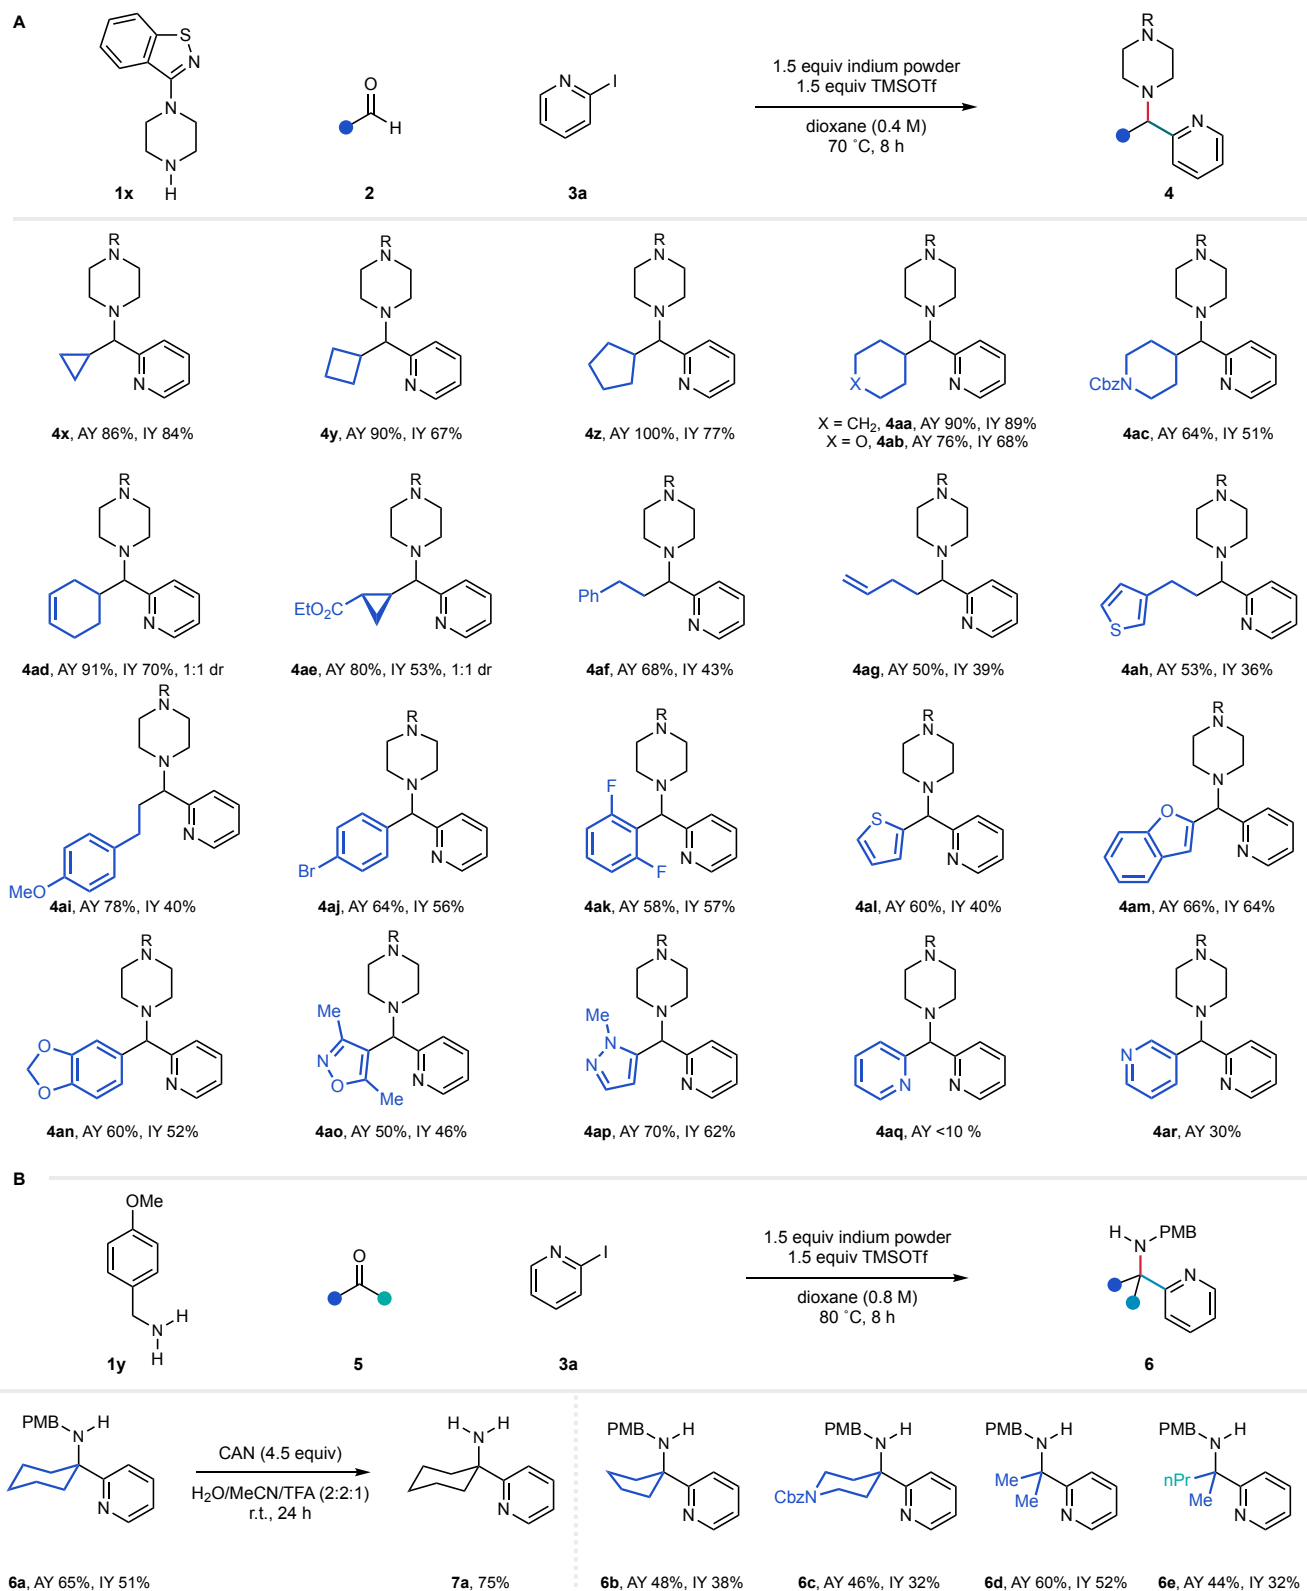 A
S
N
N
N
H
1x
O
H
2
N
I
3a
1.5 equiv indium powder
1.5 equiv TMSOTf
dioxane (0.4 M)
70 ˚C, 8 h
R
N
N
N
4
R
N
N
N
4x, AY 86%, IY 84%
R
N
N
N
4y, AY 90%, IY 67%
R
N
N
N
4z, AY 100%, IY 77%
R
N
N
X
N
X = CH2, 4aa, AY 90%, IY 89%
X = O, 4ab, AY 76%, IY 68%
R
N
N
CbzN
N
4ac, AY 64%, IY 51%
R
N
N
N
4ad, AY 91%, IY 70%, 1:1 dr
R
N
N
EtO2C
N
4ae, AY 80%, IY 53%, 1:1 dr
R
N
N
Ph
N
4af, AY 68%, IY 43%
R
N
N
N
4ag, AY 50%, IY 39%
R
N
N
S
N
4ah, AY 53%, IY 36%
R
N
N
N
MeO
4ai, AY 78%, IY 40%
R
N
N
N
Br
4aj, AY 64%, IY 56%
R
N
F
N
N
F
4ak, AY 58%, IY 57%
R
N
N
S
N
4al, AY 60%, IY 40%
R
N
N
O
N
4am, AY 66%, IY 64%
R
N
N
O
O
N
4an, AY 60%, IY 52%
R
N
Me
N
N
O
Me
N
4ao, AY 50%, IY 46%
R
N
Me
N
N
N
N
4ap, AY 70%, IY 62%
R
N
N
N
N
4aq, AY <10 %
R
N
N
N
N
4ar, AY 30%
B
OMe
N
H
H
1y
O
5
N
I
3a
1.5 equiv indium powder
1.5 equiv TMSOTf
dioxane (0.8 M)
80 ˚C, 8 h
H
N
PMB
N
6
PMB
N
H
N
6a, AY 65%, IY 51%
CAN (4.5 equiv)
H2O/MeCN/TFA (2:2:1)
r.t., 24 h
H
N
H
N
7a, 75%
PMB
N
H
N
6b, AY 48%, IY 38%
PMB
N
H
CbzN
N
6c, AY 46%, IY 32%
PMB
N
H
Me
Me
N
6d, AY 60%, IY 52%
PMB
N
H
nPr
Me
N
6e, AY 44%, IY 32%